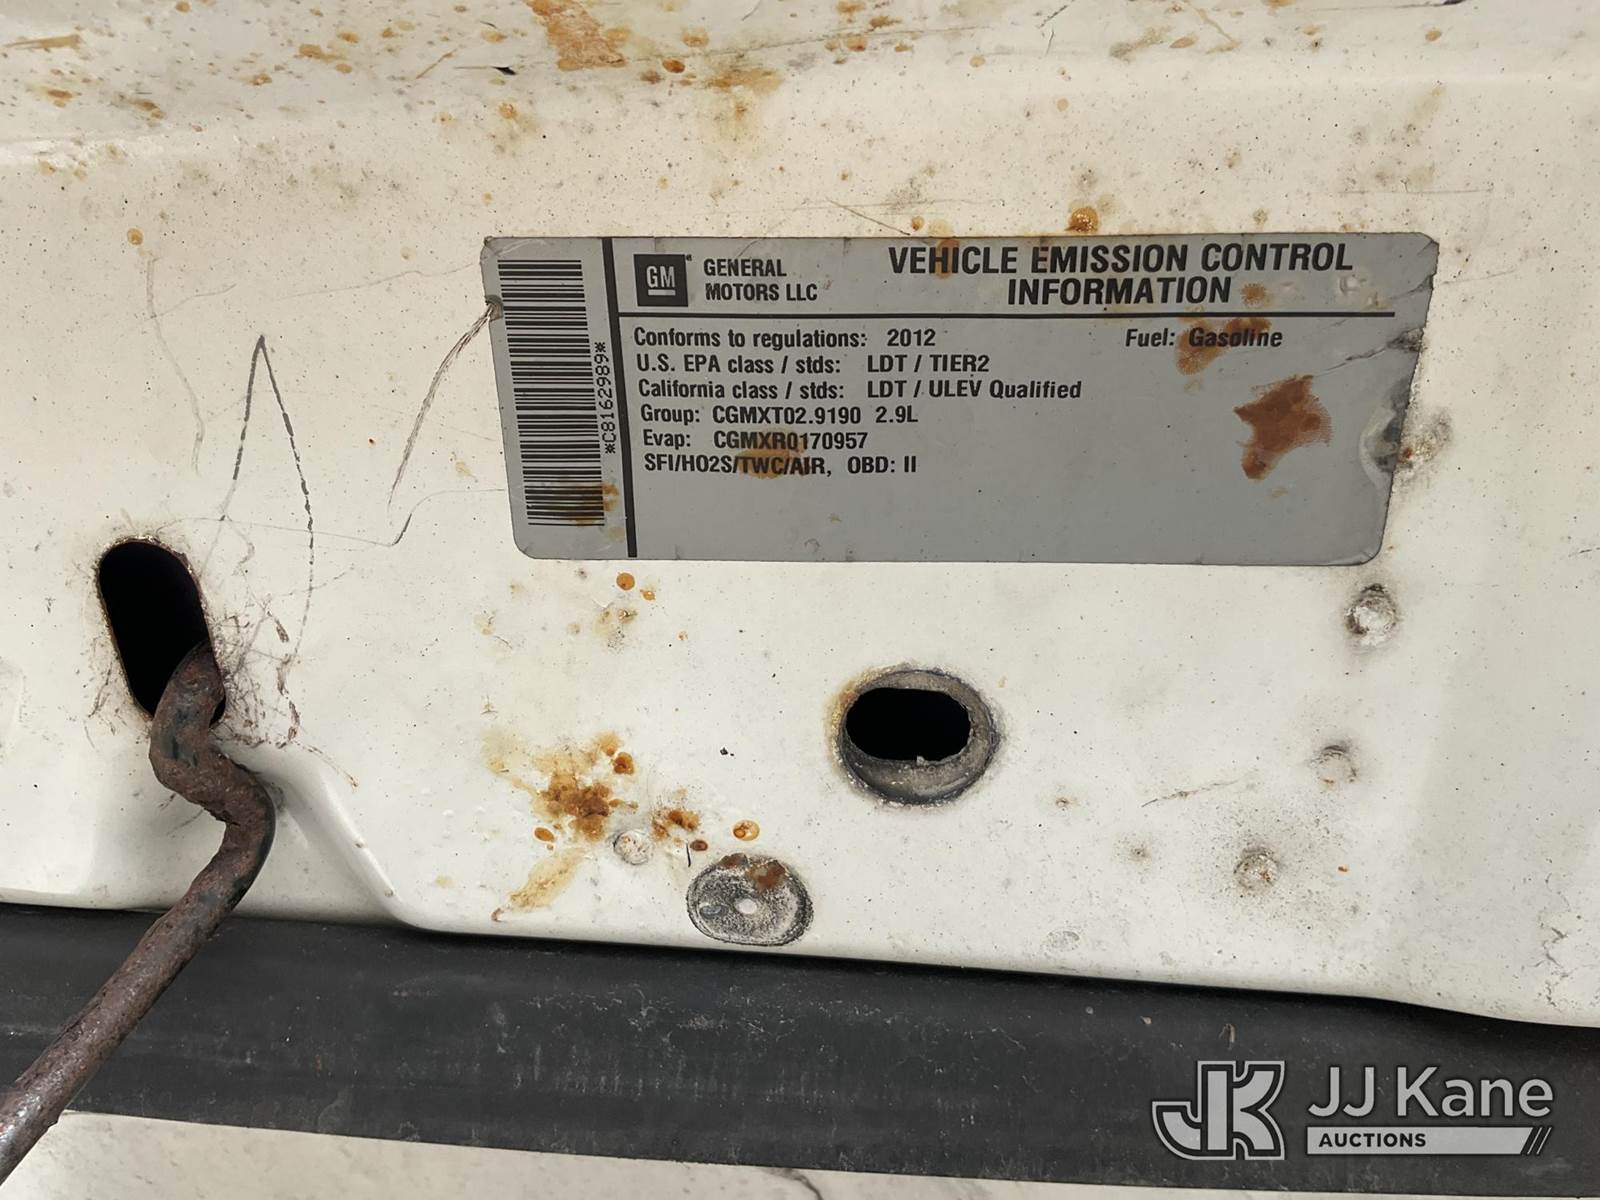 *C8162989*
GM
GENERAL
MOTORS LLC
VEHICLE EMISSION CONTROL
INFORMATION
Conforms to regulations: 2012
Fuel: Gasoline
U.S. EPA class / stds: LDT / TIER2
California class / stds: LDT / ULEV Qualified
Group: CGMXT02.9190 2.9L
Evap: CGMXR0170957
SFI/HO2S/TWC/AIR, OBD: II
JK
JJ Kane
AUCTIONS